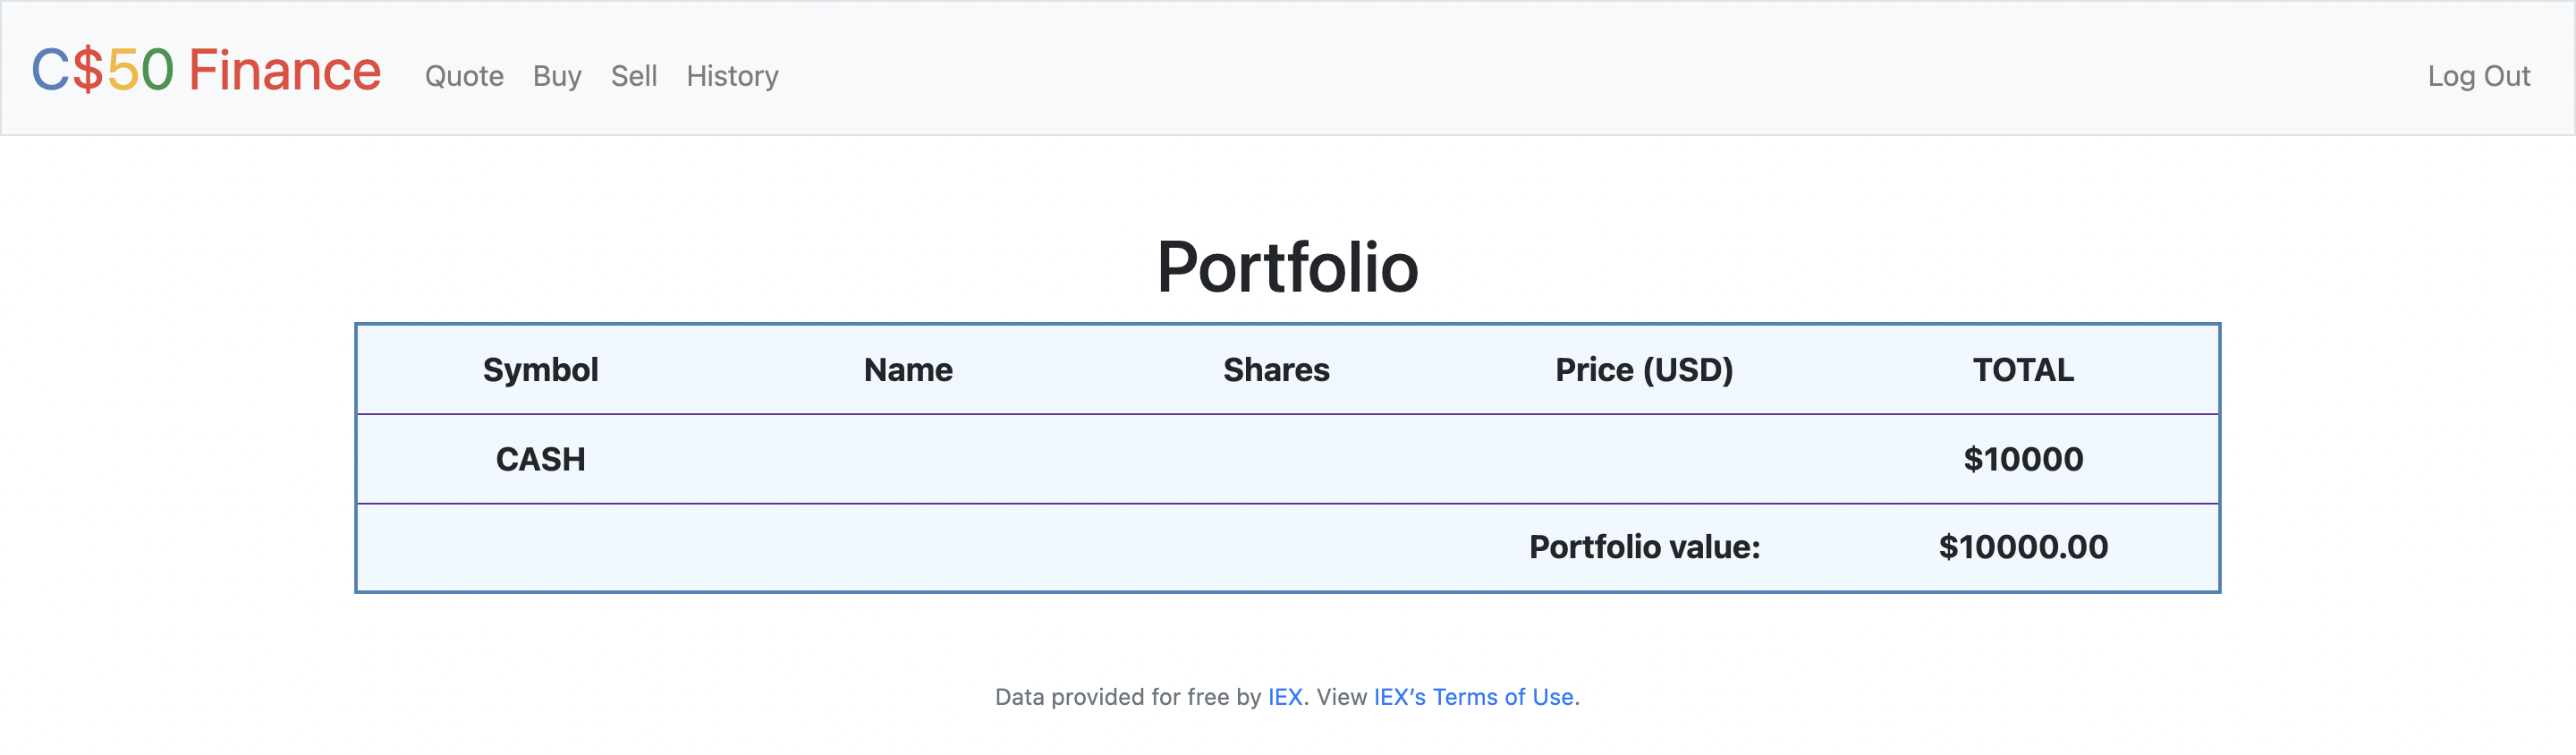 C$50 Finance Quote Buy Sell History Log Out
Portfolio
Symbol Name Shares Price (USD) TOTAL
CASH $10000
Portfolio value: $10000.00
Data provided for free by IEX. View IEX’s Terms of Use.